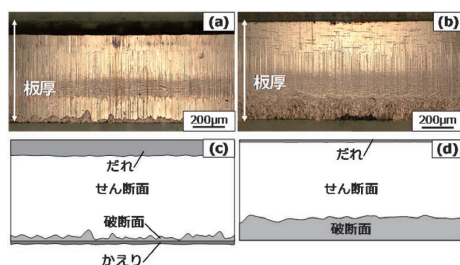 (a)
板厚
200μm
(b)
板厚
200μm
(c)
だれ
せん断面
破断面
かえり
(d)
だれ
せん断面
破断面